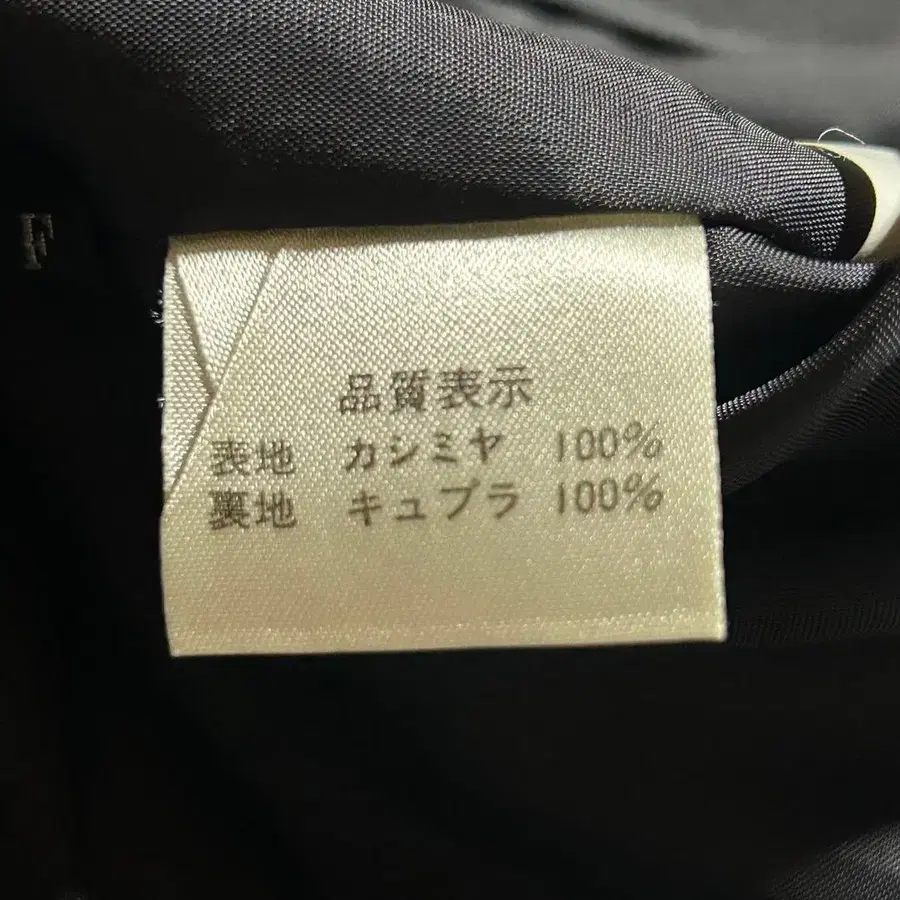 品質表示
表地 カシミヤ 100%
裏地 キュプラ 100%